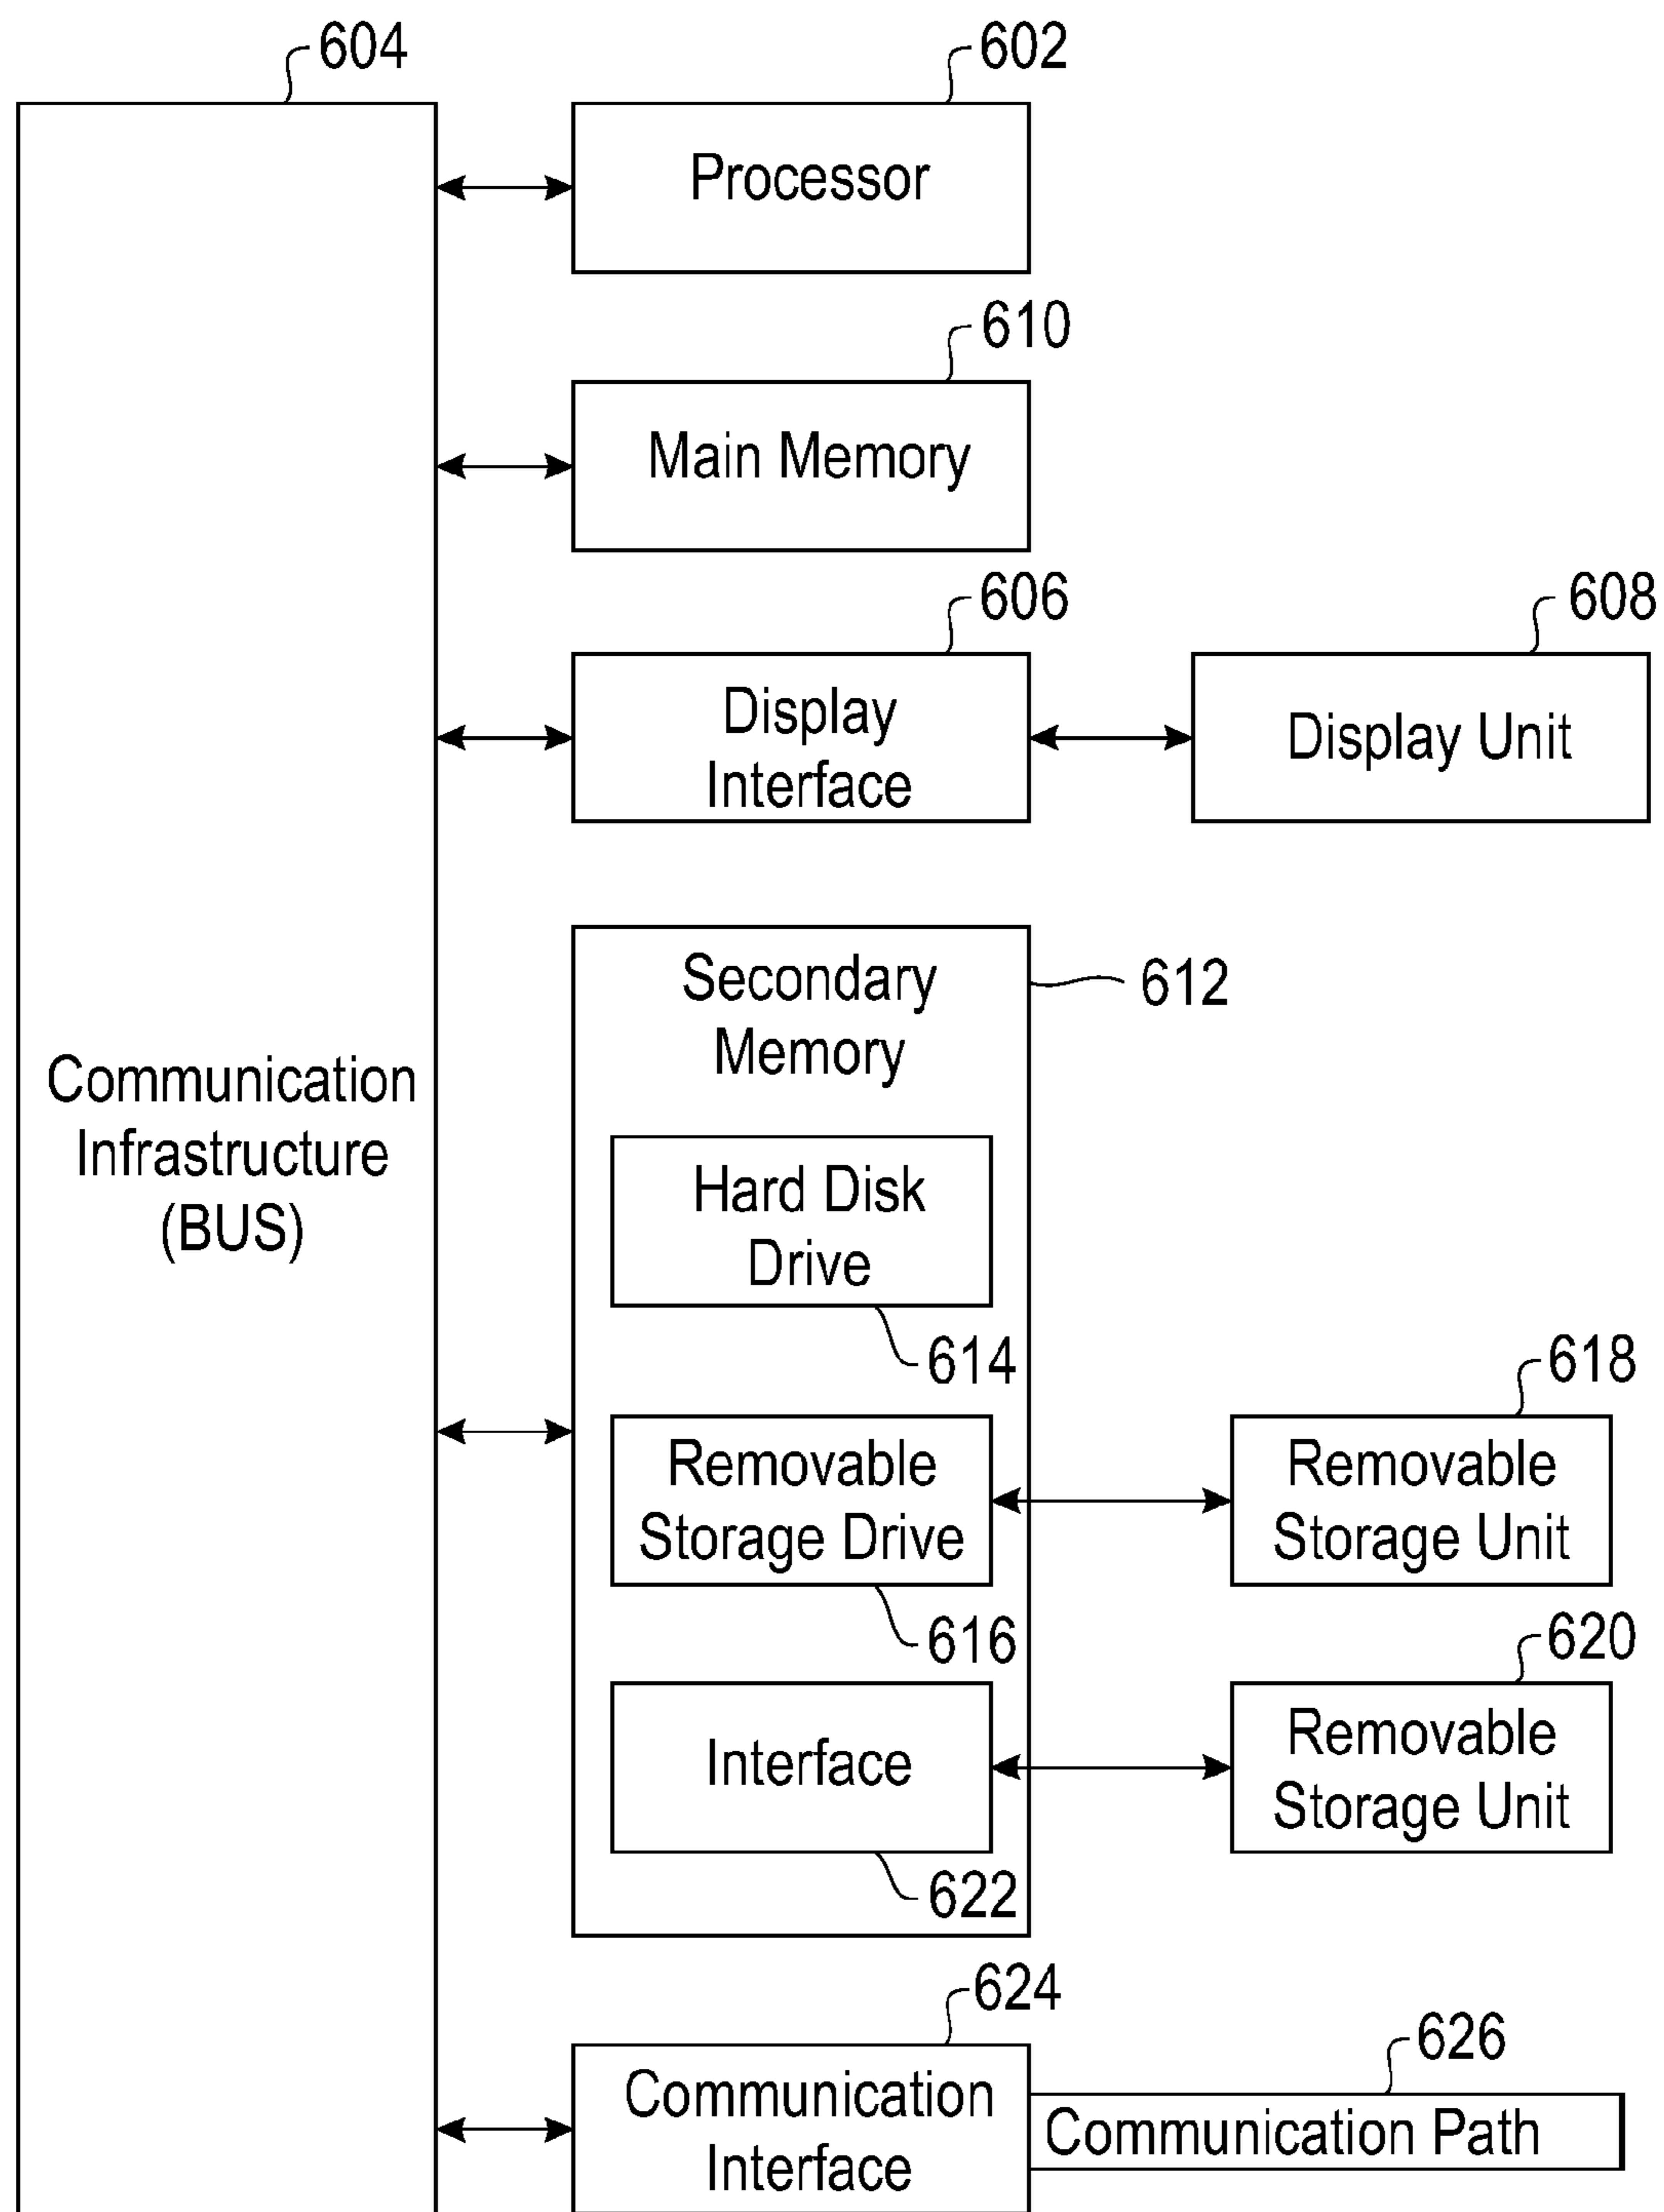 604
602
Processor
610
Main Memory
606
608
Display
Interface
Display Unit
Secondary
Memory
612
Communication
Infrastructure
(BUS)
Hard Disk
Drive
614
618
Removable
Storage Drive
Removable
Storage Unit
616
620
Interface
Removable
Storage Unit
622
624
626
Communication
Interface
Communication Path